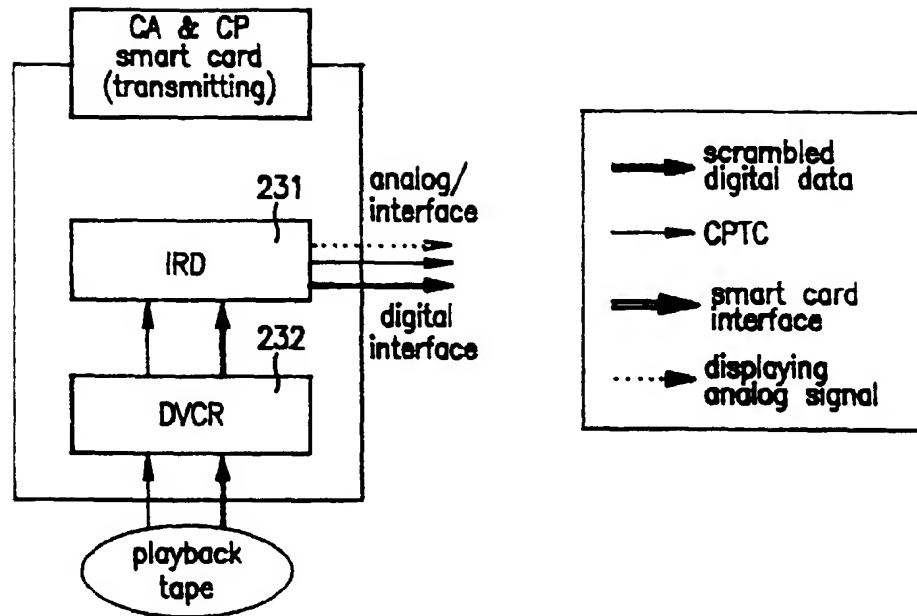 CA & CP
smart card
(transmitting)
231
analog/
interface
IRD
digital
interface
232
DVCR
playback
tape
scrambled
digital data
CPTC
smart card
interface
displaying
analog signal